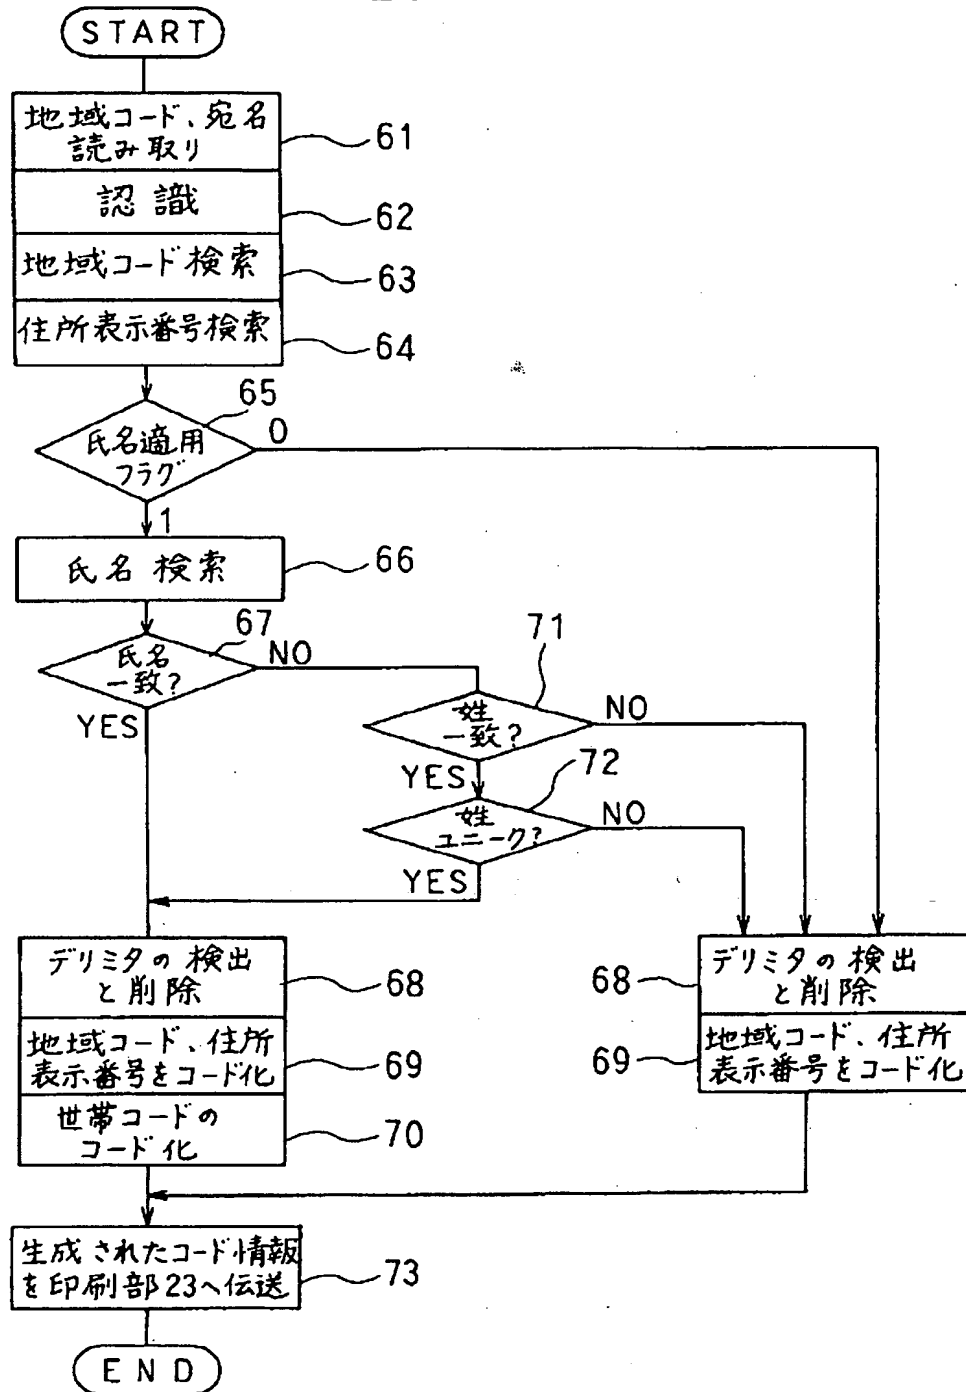 START
地域コード、宛名
読み取り
61
認識
62
地域コード検索
63
住所表示番号検索
64
65
氏名適用
フラグ
0
1
氏名 検索
66
67
氏名
一致?
NO
YES
71
姓
一致?
NO
YES
72
姓
ユニーク?
NO
YES
デリミタの検出
と削除
68
地域コード、住所
表示番号をコード化
69
世帯コードの
コード化
70
68
デリミタの検出
と削除
69
地域コード、住所
表示番号をコード化
生成されたコード情報
を印刷部23へ伝送
73
END